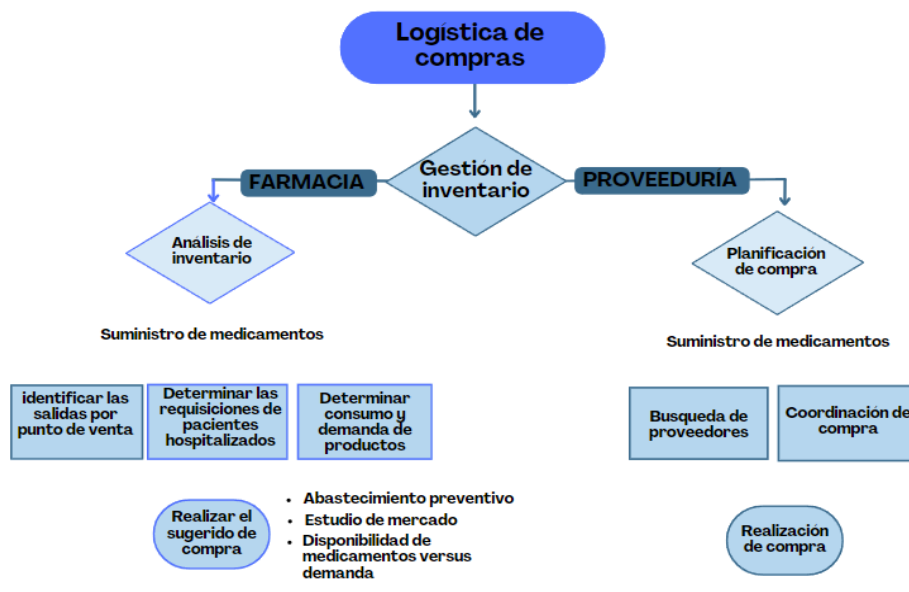 Logística de
compras
Gestión de
inventario
FARMACIA
PROVEEDURÍA
Análisis de
inventario
Planificación
de compra
Suministro de medicamentos
Suministro de medicamentos
identificar las
salidas por
punto de venta
Determinar las
requisiciones de
pacientes
hospitalizados
Determinar
consumo y
demanda de
productos
Busqueda de
proveedores
Coordinación de
compra
Realizar el
sugerido de
compra
• Abastecimiento preventivo
• Estudio de mercado
• Disponibilidad de
medicamentos versus
demanda
Realización
de compra